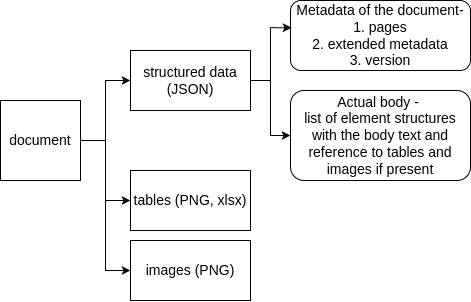 document
structured data
(JSON)
tables (PNG, xlsx)
images (PNG)
Metadata of the document-
1. pages
2. extended metadata
3. version
Actual body -
list of element structures
with the body text and
reference to tables and
images if present